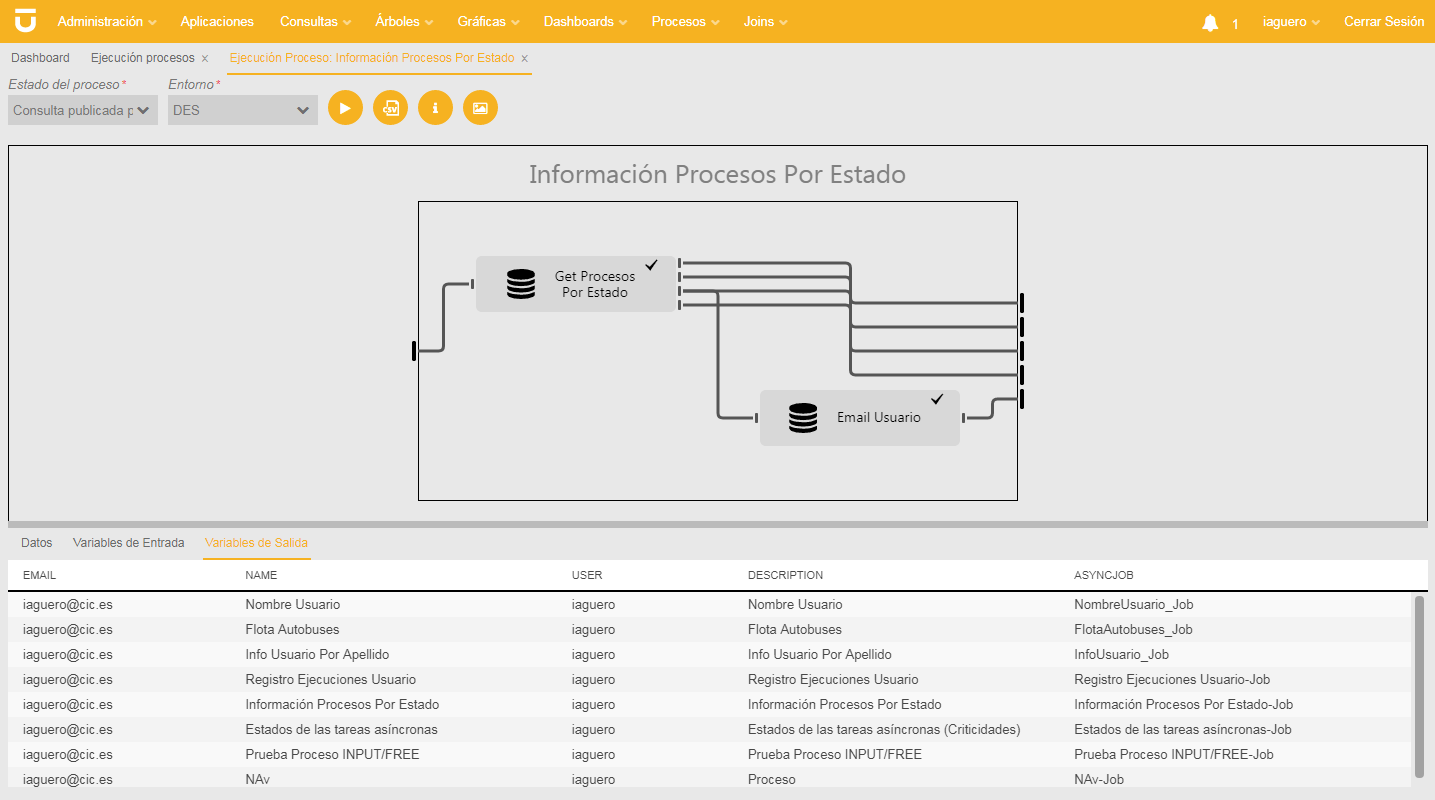 Administración Aplicaciones Consultas Árboles Gráficas Dashboards Procesos Joins 1 iaguero Cerrar Sesión
Dashboard Ejecución procesos x Ejecución Proceso: Información Procesos Por Estado x
Estado del proceso * Entorno *
Consulta publicada p DES
CSV
Información Procesos Por Estado
Get Procesos
Por Estado
Email Usuario
Datos Variables de Entrada Variables de Salida
EMAIL NAME USER DESCRIPTION ASYNCJOB
iaguero@cic.es Nombre Usuario iaguero Nombre Usuario NombreUsuario_Job
iaguero@cic.es Flota Autobuses iaguero Flota Autobuses FlotaAutobuses_Job
iaguero@cic.es Info Usuario Por Apellido iaguero Info Usuario Por Apellido InfoUsuario_Job
iaguero@cic.es Registro Ejecuciones Usuario iaguero Registro Ejecuciones Usuario Registro Ejecuciones Usuario-Job
iaguero@cic.es Información Procesos Por Estado iaguero Información Procesos Por Estado Información Procesos Por Estado-Job
iaguero@cic.es Estados de las tareas asíncronas iaguero Estados de las tareas asíncronas (Criticidades) Estados de las tareas asíncronas-Job
iaguero@cic.es Prueba Proceso INPUT/FREE iaguero Prueba Proceso INPUT/FREE Prueba Proceso INPUT/FREE-Job
iaguero@cic.es NAv iaguero Proceso NAv-Job